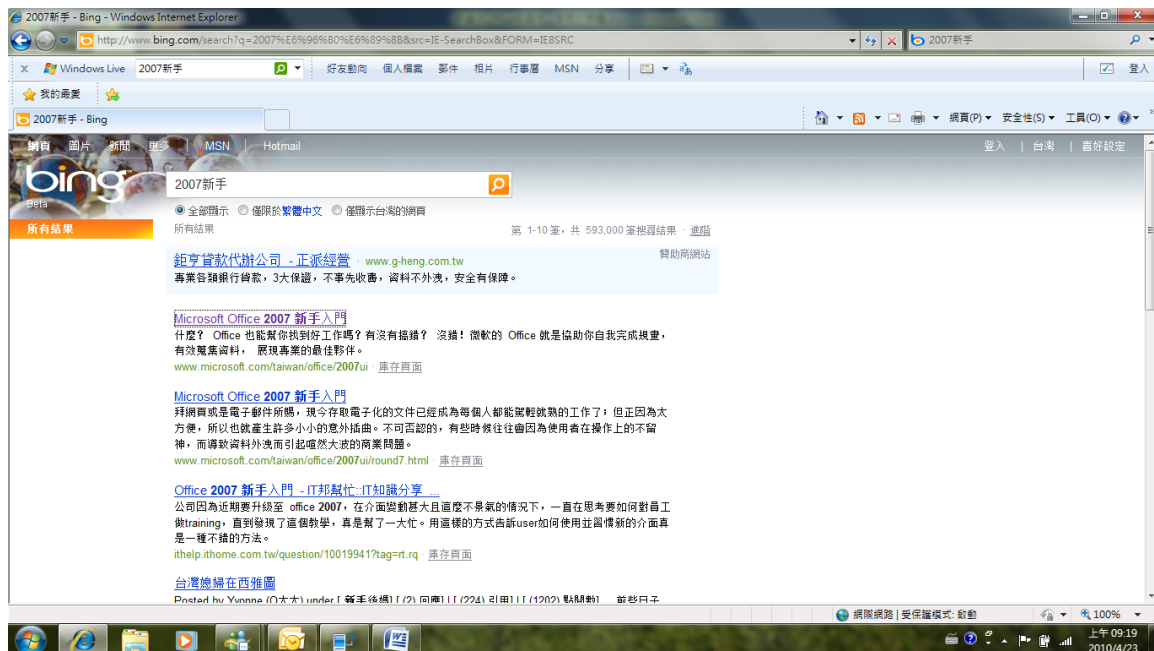 2007新手 - Bing - Windows Internet Explorer
http://www.bing.com/search?q=2007%E6%96%B0%E6%89%8B&src=IE-SearchBox&FORM=IE8SRC
2007新手
Windows Live 2007新手 好友動向 個人檔案 郵件 相片 行事曆 MSN 分享 登入
我的最愛
2007新手 - Bing 網頁(P) 安全性(S) 工具(O)
網頁 圖片 新聞 更多 | MSN | Hotmail 登入 | 台灣 | 喜好設定
bing
Beta
2007新手
全部顯示 僅限於繁體中文 僅顯示台灣的網頁
所有結果
所有結果 第 1-10 筆，共 593,000 筆搜尋結果 · 進階
鉅亨貸款代辦公司 - 正派經營 · www.g-heng.com.tw 贊助商網站
專業各類銀行貸款，3大保證，不事先收費，資料不外洩，安全有保障。
Microsoft Office 2007 新手入門
什麼？ Office 也能幫你找到好工作嗎？有沒有搞錯？ 沒錯！微軟的 Office 就是協助你自我完成規畫，
有效蒐集資料， 展現專業的最佳夥伴。
www.microsoft.com/taiwan/office/2007ui · 庫存頁面
Microsoft Office 2007 新手入門
拜網頁或是電子郵件所賜，現今存取電子化的文件已經成為每個人都能駕輕就熟的工作了；但正因為太
方便，所以也就產生許多小小的意外插曲。不可否認的，有些時候往往會因為使用者在操作上的不留
神，而導致資料外洩而引起喧然大波的商業問題。
www.microsoft.com/taiwan/office/2007ui/round7.html · 庫存頁面
Office 2007 新手入門 - IT邦幫忙::IT知識分享 ...
公司因為近期要升級至 office 2007，在介面變動甚大且這麼不景氣的情況下，一直在思考要如何對員工
做training，直到發現了這個教學，真是幫了一大忙。用這樣的方式告訴user如何使用並習慣新的介面真
是一種不錯的方法。
ithelp.ithome.com.tw/question/10019941?tag=rt.rq · 庫存頁面
台灣媳婦在西雅圖
Posted by Yvonne (Q太太) under [ 新手後媽] [ (2) 回應] | [ (224) 引用] | [ (1202) 點閱數] 前些日子
網際網路 | 受保護模式: 啟動 100%
上午 09:19
2010/4/23